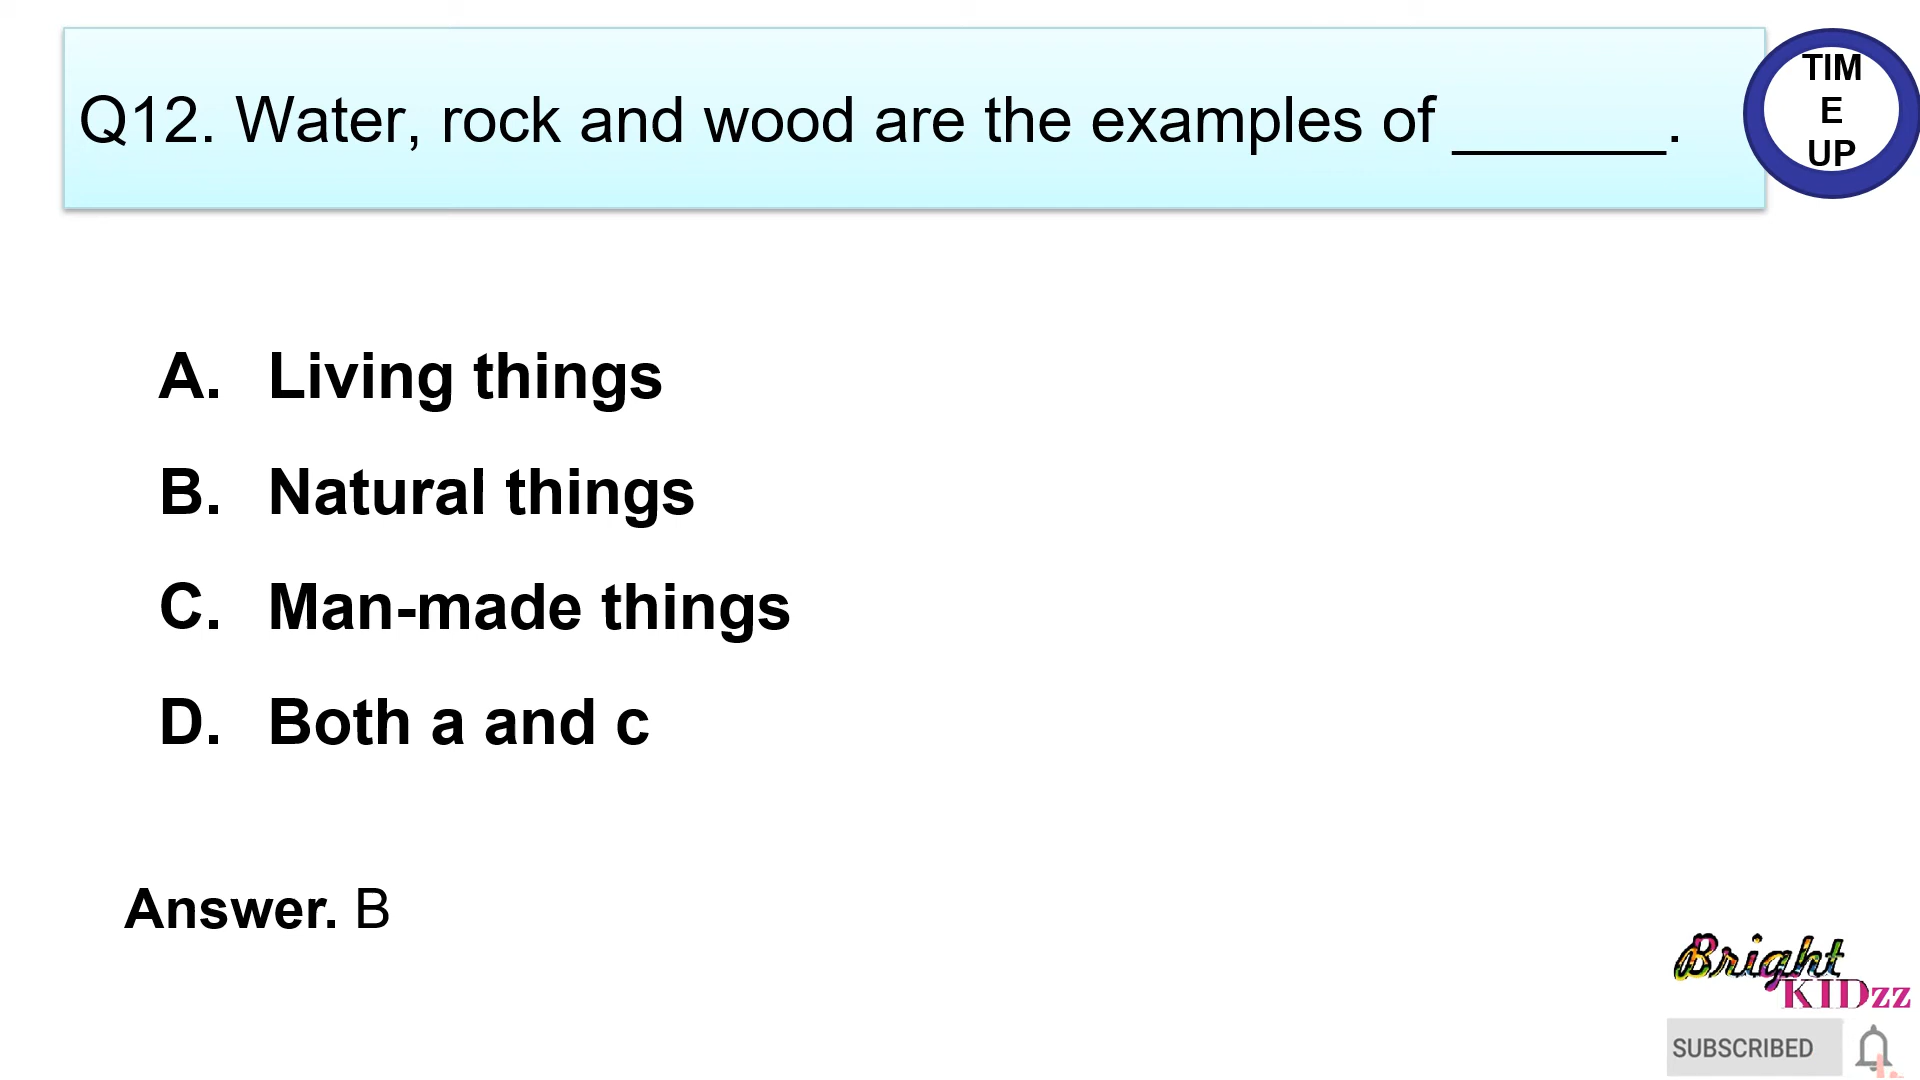 Q12. Water, rock and wood are the examples of ______.
TIM
E
UP
A. Living things
B. Natural things
C. Man-made things
D. Both a and c
Answer. B
Bright
KIDzz
SUBSCRIBED